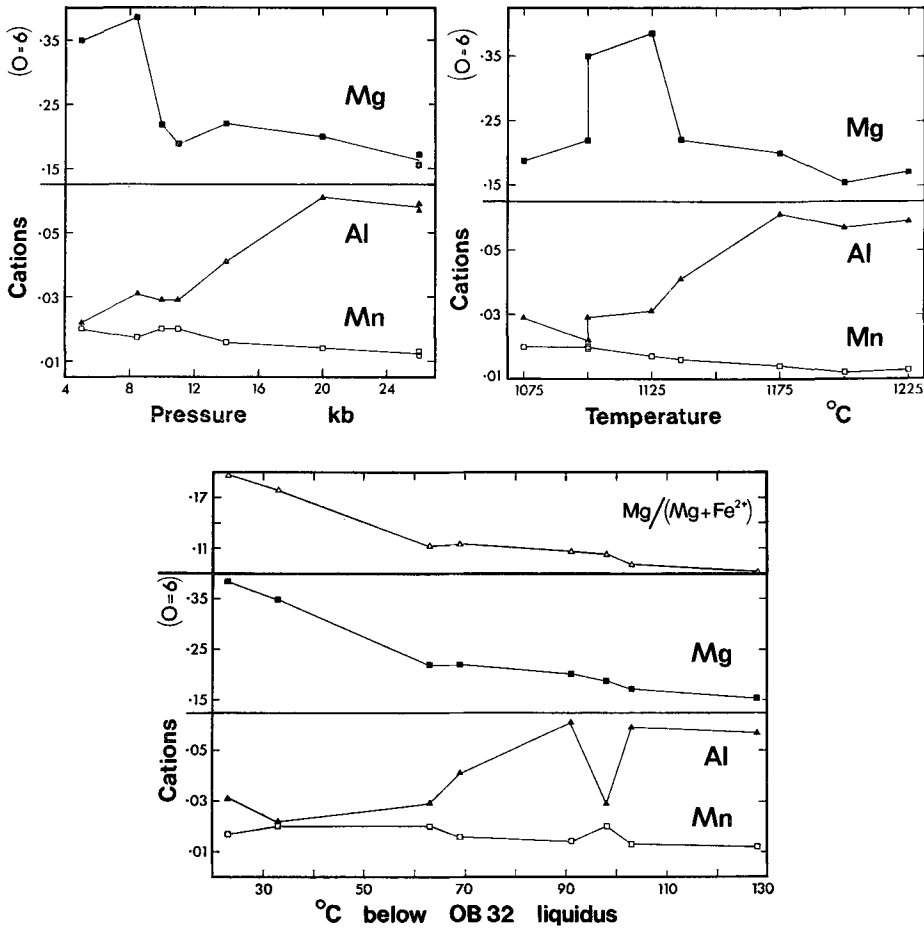 (O=6)
·35
·25
·15
Mg
Cations
·05
·03
·01
Al
Mn
4 8 12 16 20 24
Pressure kb
(O=6)
·35
·25
·15
Mg
Cations
·05
·03
·01
Al
Mn
1075 1125 1175 1225
Temperature °C
·17
·11
Mg/(Mg+Fe²⁺)
(O=6)
·35
·25
·15
Mg
Cations
·05
·03
·01
Al
Mn
30 50 70 90 110 130
°C below OB 32 liquidus